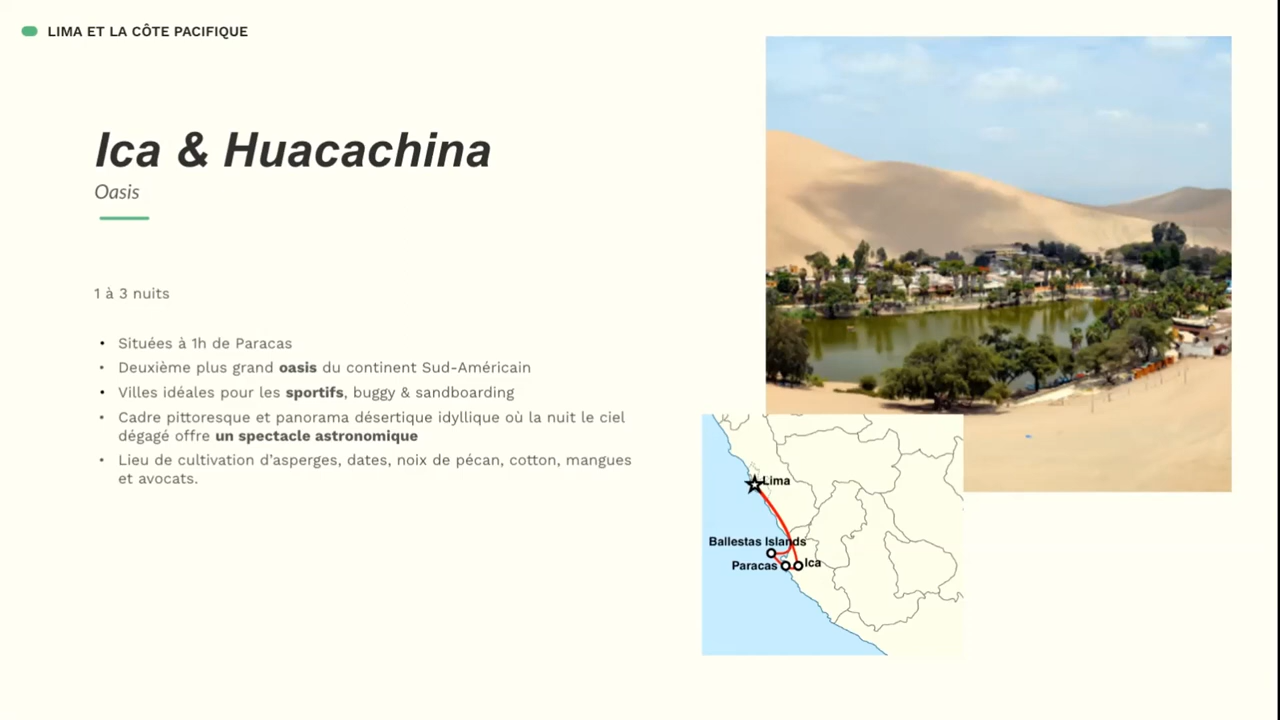 LIMA ET LA CÔTE PACIFIQUE
Ica & Huacachina
Oasis
1 à 3 nuits
• Situées à 1h de Paracas
• Deuxième plus grand oasis du continent Sud-Américain
• Villes idéales pour les sportifs, buggy & sandboarding
• Cadre pittoresque et panorama désertique idyllique où la nuit le ciel
dégagé offre un spectacle astronomique
• Lieu de cultivation d’asperges, dates, noix de pécan, cotton, mangues
et avocats.
Lima
Ballestas Islands
Paracas
Ica